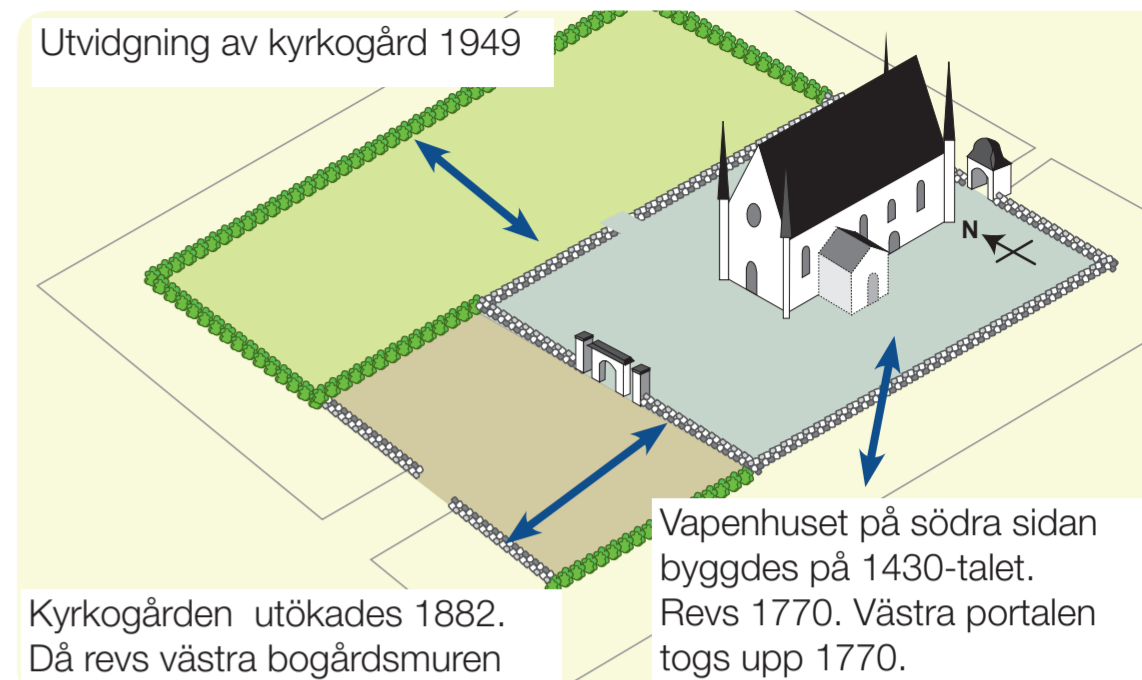 Utvidgning av kyrkogård 1949
N
Vapenhuset på södra sidan
byggdes på 1430-talet.
Revs 1770. Västra portalen
togs upp 1770.
Kyrkogården utökades 1882.
Då revs västra bogårdsmuren